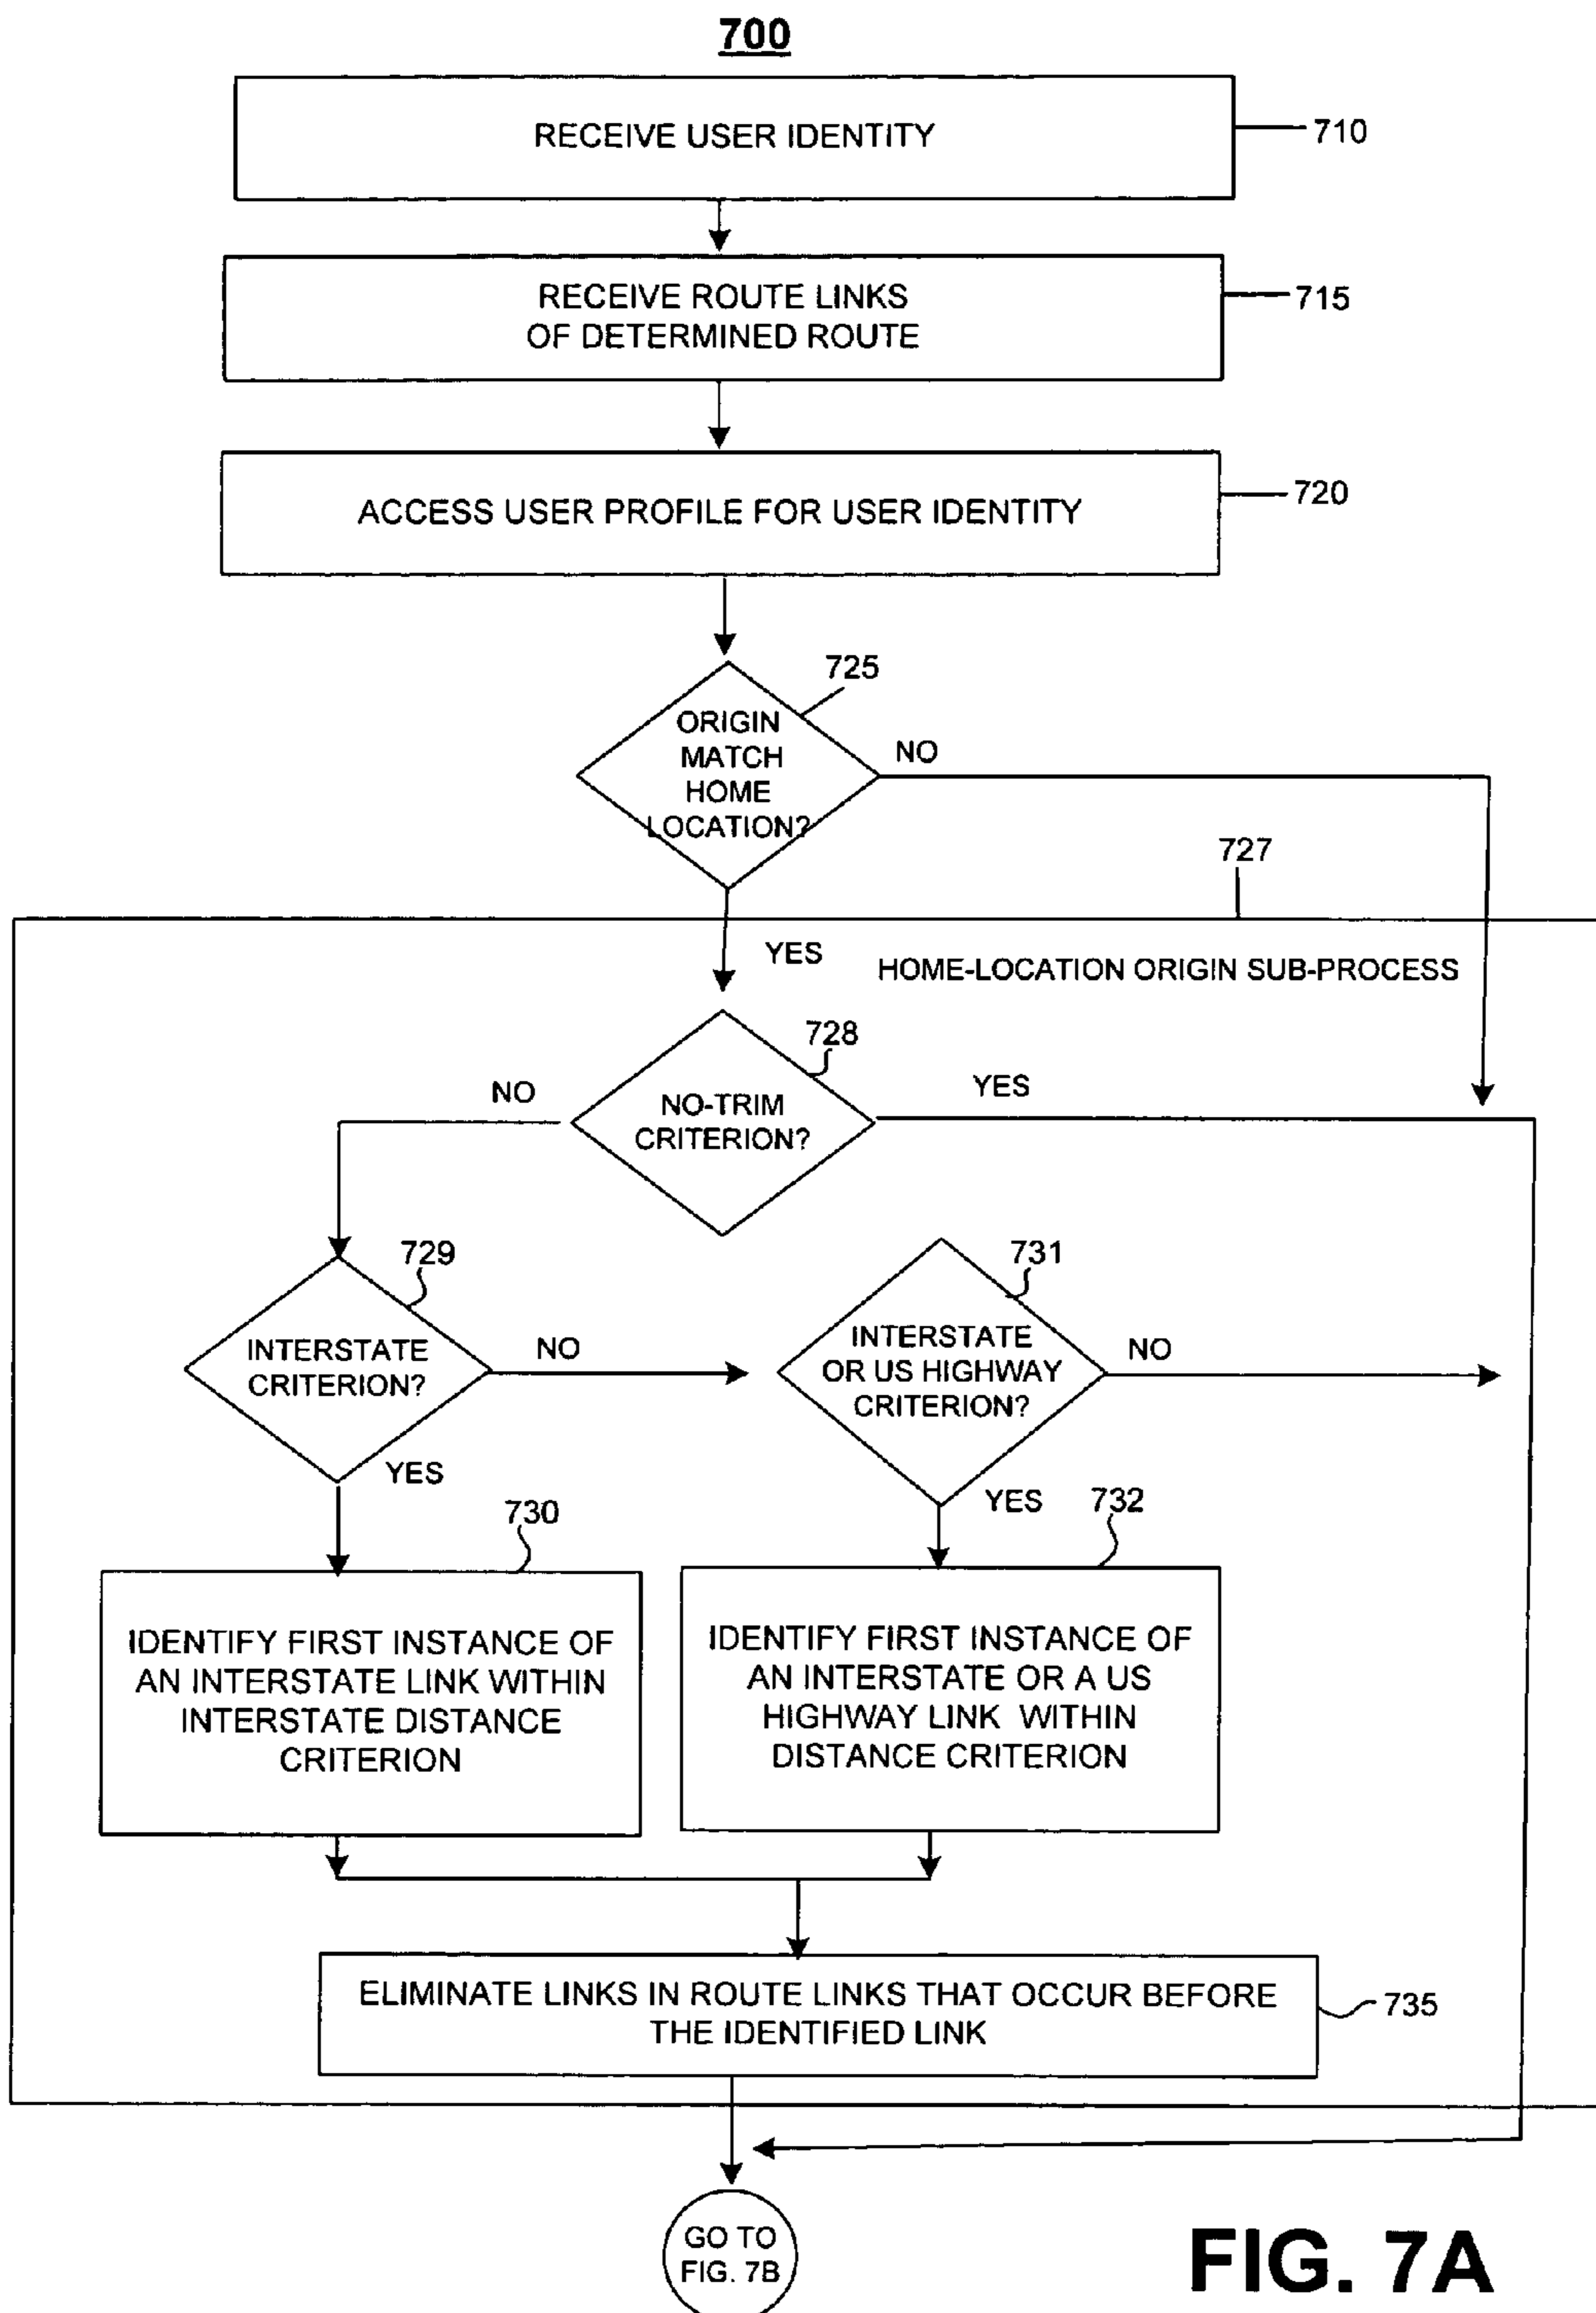 700
RECEIVE USER IDENTITY
710
RECEIVE ROUTE LINKS
OF DETERMINED ROUTE
715
ACCESS USER PROFILE FOR USER IDENTITY
720
725
ORIGIN
MATCH
HOME
LOCATION?
NO
727
YES
HOME-LOCATION ORIGIN SUB-PROCESS
728
NO
NO-TRIM
CRITERION?
YES
729
INTERSTATE
CRITERION?
NO
YES
731
INTERSTATE
OR US HIGHWAY
CRITERION?
NO
YES
730
IDENTIFY FIRST INSTANCE OF
AN INTERSTATE LINK WITHIN
INTERSTATE DISTANCE
CRITERION
732
IDENTIFY FIRST INSTANCE OF
AN INTERSTATE OR A US
HIGHWAY LINK WITHIN
DISTANCE CRITERION
ELIMINATE LINKS IN ROUTE LINKS THAT OCCUR BEFORE
THE IDENTIFIED LINK
735
GO TO
FIG. 7B
FIG. 7A